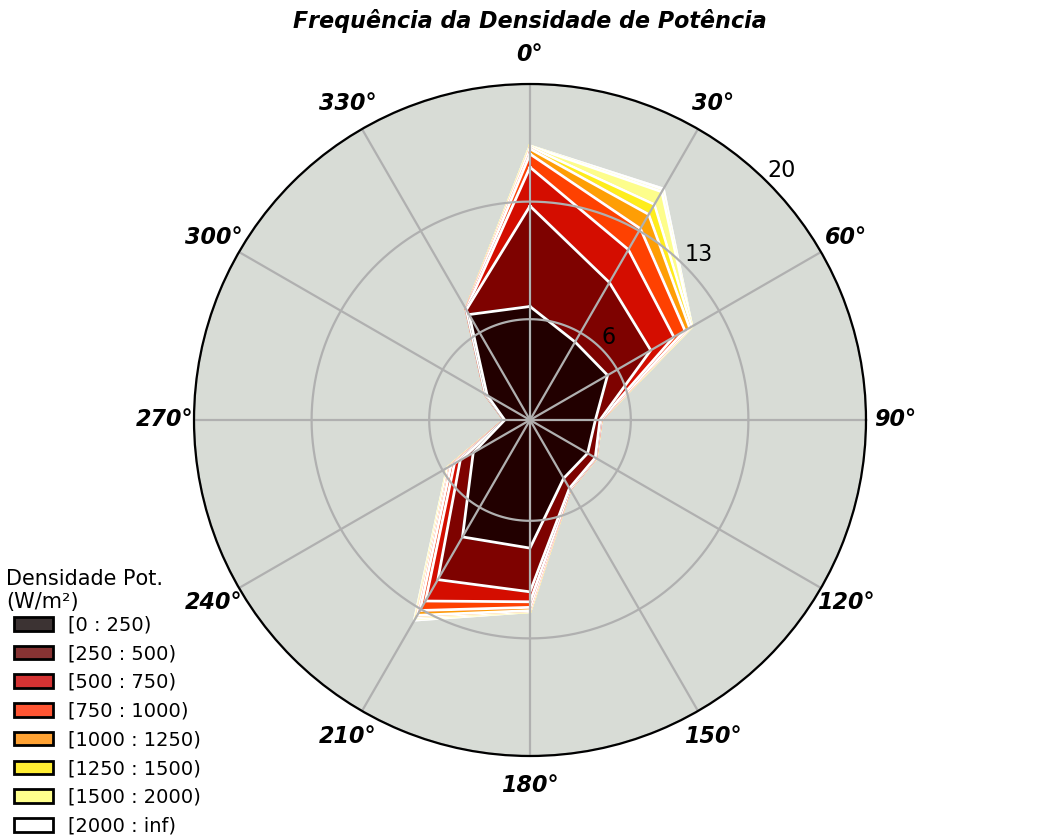 Frequência da Densidade de Potência
0°
330°
30°
20
300°
60°
13
6
270°
90°
240°
120°
210°
150°
180°
Densidade Pot.
(W/m²)
[0 : 250)
[250 : 500)
[500 : 750)
[750 : 1000)
[1000 : 1250)
[1250 : 1500)
[1500 : 2000)
[2000 : inf)